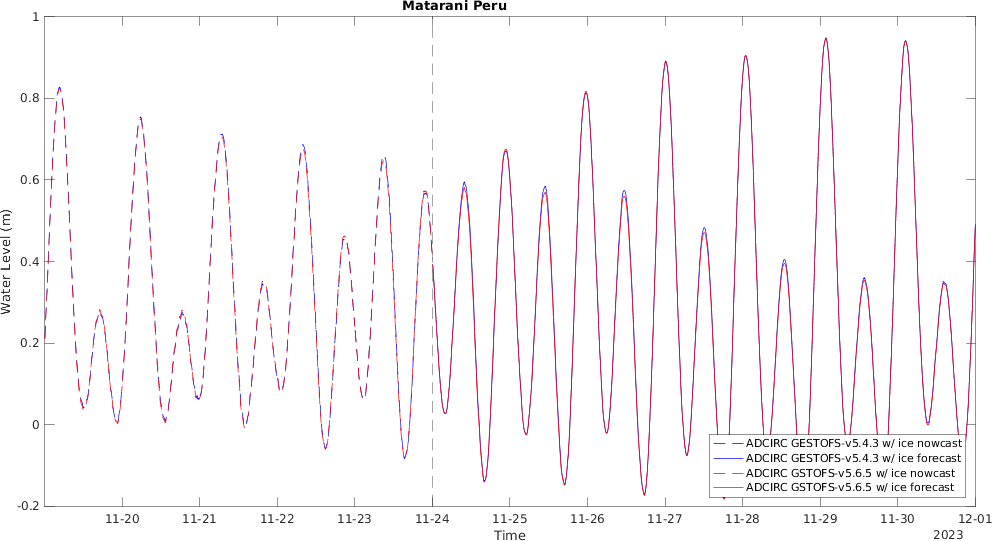 Matarani Peru
1
0.8
0.6
0.4
0.2
0
-0.2
Water Level (m)
ADCIRC GESTOFS-v5.4.3 w/ ice nowcast
ADCIRC GESTOFS-v5.4.3 w/ ice forecast
ADCIRC GSTOFS-v5.6.5 w/ ice nowcast
ADCIRC GSTOFS-v5.6.5 w/ ice forecast
11-20 11-21 11-22 11-23 11-24 11-25 11-26 11-27 11-28 11-29 11-30 12-01
Time
2023